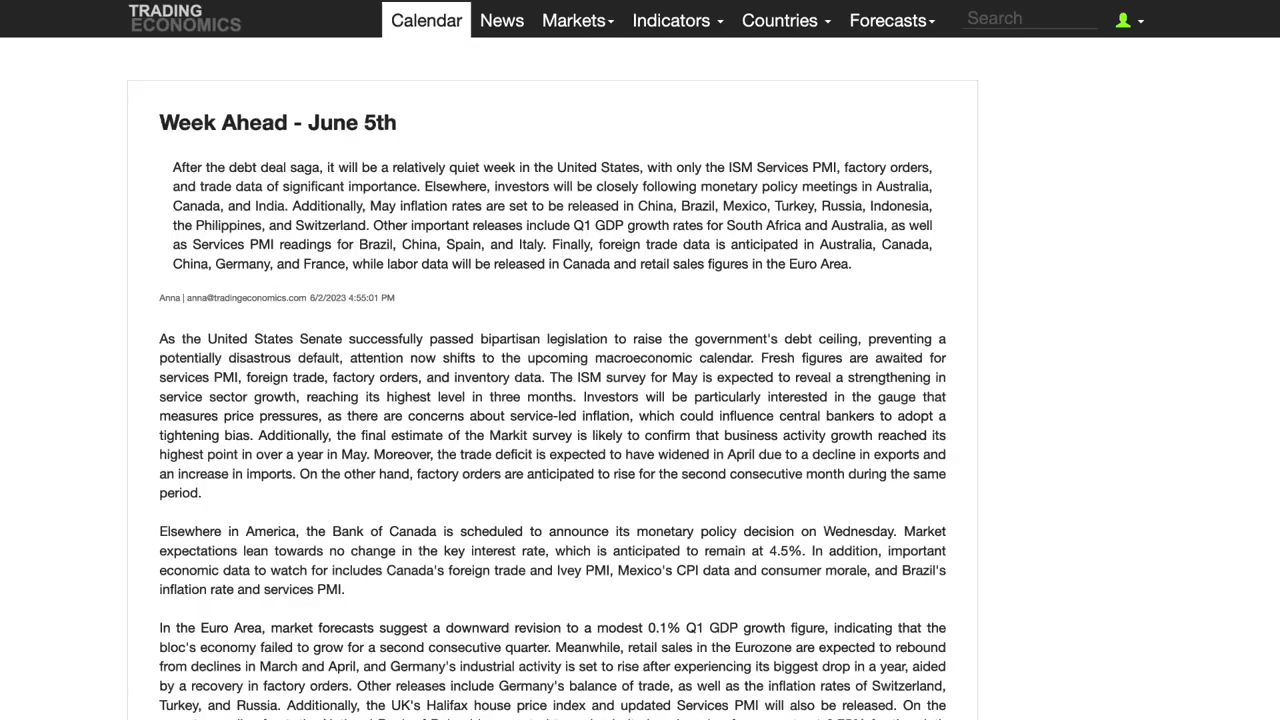 TRADING
ECONOMICS
Calendar News Markets Indicators Countries Forecasts Search
Week Ahead - June 5th
After the debt deal saga, it will be a relatively quiet week in the United States, with only the ISM Services PMI, factory orders,
and trade data of significant importance. Elsewhere, investors will be closely following monetary policy meetings in Australia,
Canada, and India. Additionally, May inflation rates are set to be released in China, Brazil, Mexico, Turkey, Russia, Indonesia,
the Philippines, and Switzerland. Other important releases include Q1 GDP growth rates for South Africa and Australia, as well
as Services PMI readings for Brazil, China, Spain, and Italy. Finally, foreign trade data is anticipated in Australia, Canada,
China, Germany, and France, while labor data will be released in Canada and retail sales figures in the Euro Area.
Anna | anna@tradingeconomics.com 6/2/2023 4:55:01 PM
As the United States Senate successfully passed bipartisan legislation to raise the government's debt ceiling, preventing a
potentially disastrous default, attention now shifts to the upcoming macroeconomic calendar. Fresh figures are awaited for
services PMI, foreign trade, factory orders, and inventory data. The ISM survey for May is expected to reveal a strengthening in
service sector growth, reaching its highest level in three months. Investors will be particularly interested in the gauge that
measures price pressures, as there are concerns about service-led inflation, which could influence central bankers to adopt a
tightening bias. Additionally, the final estimate of the Markit survey is likely to confirm that business activity growth reached its
highest point in over a year in May. Moreover, the trade deficit is expected to have widened in April due to a decline in exports and
an increase in imports. On the other hand, factory orders are anticipated to rise for the second consecutive month during the same
period.
Elsewhere in America, the Bank of Canada is scheduled to announce its monetary policy decision on Wednesday. Market
expectations lean towards no change in the key interest rate, which is anticipated to remain at 4.5%. In addition, important
economic data to watch for includes Canada's foreign trade and Ivey PMI, Mexico's CPI data and consumer morale, and Brazil's
inflation rate and services PMI.
In the Euro Area, market forecasts suggest a downward revision to a modest 0.1% Q1 GDP growth figure, indicating that the
bloc's economy failed to grow for a second consecutive quarter. Meanwhile, retail sales in the Eurozone are expected to rebound
from declines in March and April, and Germany's industrial activity is set to rise after experiencing its biggest drop in a year, aided
by a recovery in factory orders. Other releases include Germany's balance of trade, as well as the inflation rates of Switzerland,
Turkey, and Russia. Additionally, the UK's Halifax house price index and updated Services PMI will also be released. On the